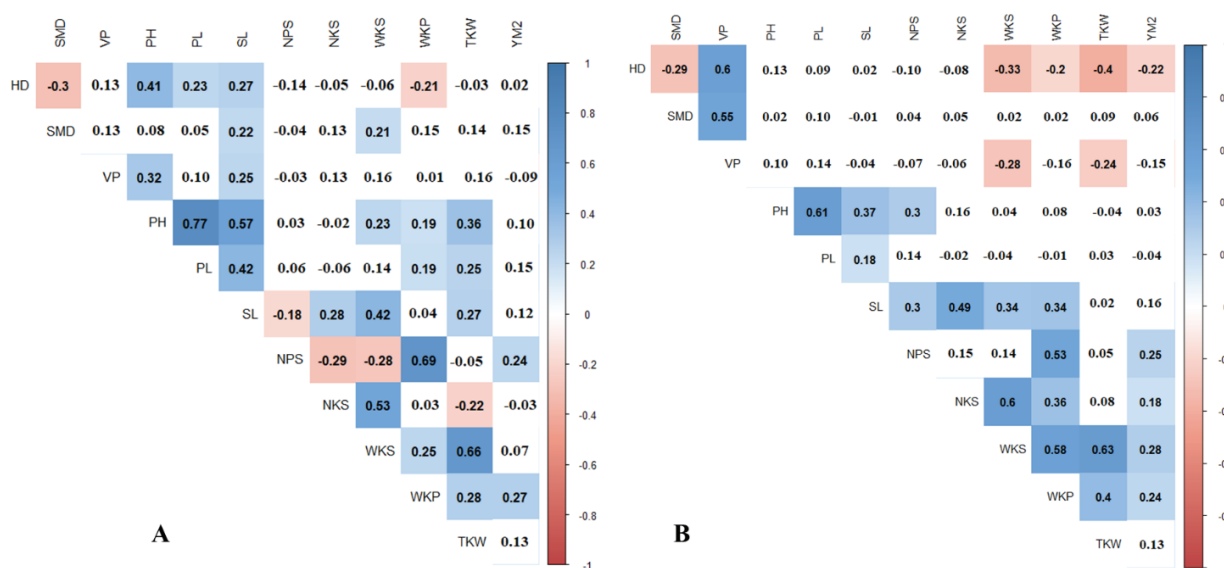 SMD VP PH PL SL NPS NKS WKS WKP TKW YM2
HD -0.3 0.13 0.41 0.23 0.27 -0.14 -0.05 -0.06 -0.21 -0.03 0.02
SMD 0.13 0.08 0.05 0.22 -0.04 0.13 0.21 0.15 0.14 0.15
VP 0.32 0.10 0.25 -0.03 0.13 0.16 0.01 0.16 -0.09
PH 0.77 0.57 0.03 -0.02 0.23 0.19 0.36 0.10
PL 0.42 0.06 -0.06 0.14 0.19 0.25 0.15
SL -0.18 0.28 0.42 0.04 0.27 0.12
NPS -0.29 -0.28 0.69 -0.05 0.24
NKS 0.53 0.03 -0.22 -0.03
WKS 0.25 0.66 0.07
WKP 0.28 0.27
TKW 0.13
A
1
0.8
0.6
0.4
0.2
0
-0.2
-0.4
-0.6
-0.8
-1
SMD VP PH PL SL NPS NKS WKS WKP TKW YM2
HD -0.29 0.6 0.13 0.09 0.02 -0.10 -0.08 -0.33 -0.2 -0.4 -0.22
SMD 0.55 0.02 0.10 -0.01 0.04 0.05 0.02 0.02 0.09 0.06
VP 0.10 0.14 -0.04 -0.07 -0.06 -0.28 -0.16 -0.24 -0.15
PH 0.61 0.37 0.3 0.16 0.04 0.08 -0.04 0.03
PL 0.18 0.14 -0.02 -0.04 -0.01 0.03 -0.04
SL 0.3 0.49 0.34 0.34 0.02 0.16
NPS 0.15 0.14 0.53 0.05 0.25
NKS 0.6 0.36 0.08 0.18
WKS 0.58 0.63 0.28
WKP 0.4 0.24
TKW 0.13
B